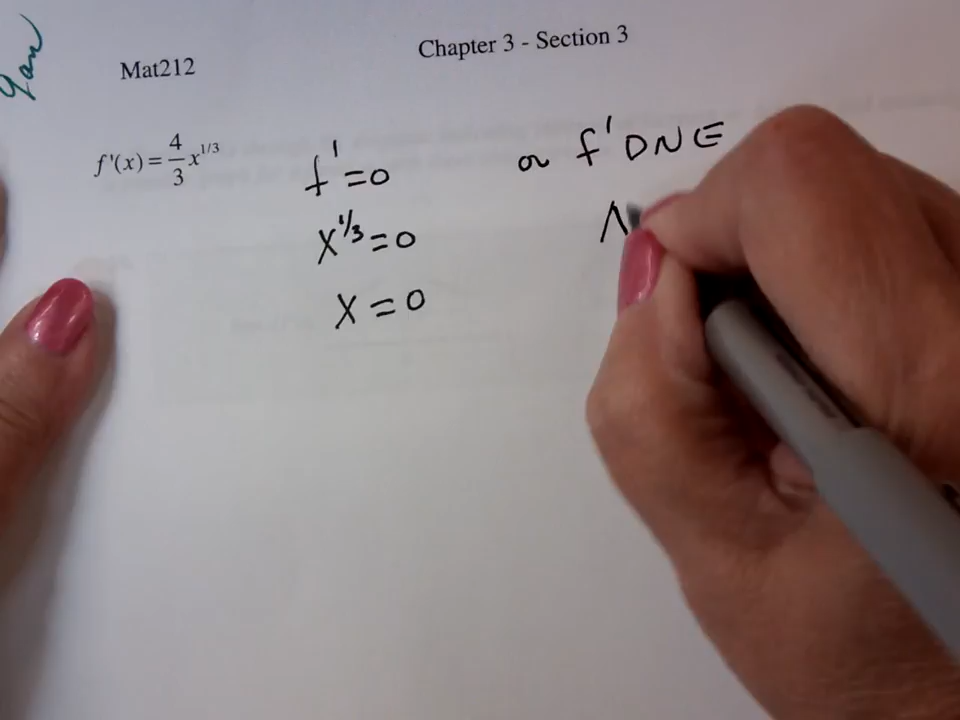 Mat212
Chapter 3 - Section 3
f'(x) = 4/3 x^{1/3}
f' = 0
or f' DNE
x^{1/3} = 0
N
x = 0